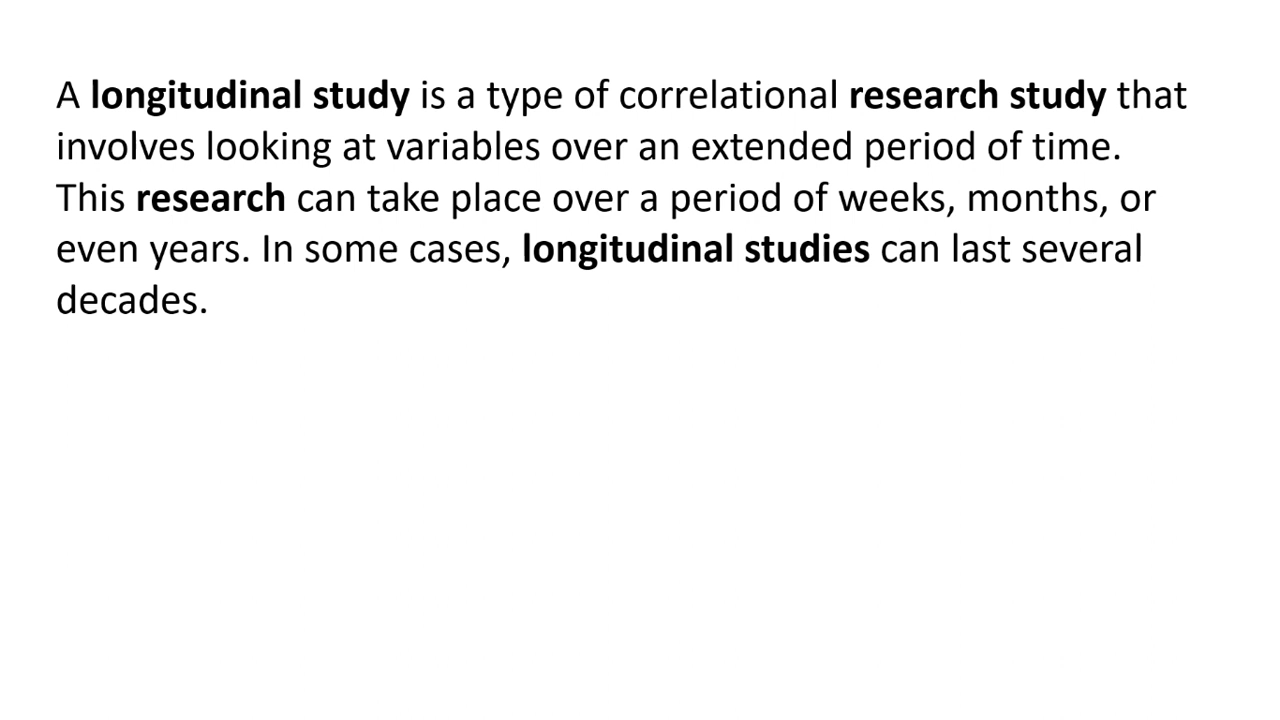 A longitudinal study is a type of correlational research study that
involves looking at variables over an extended period of time.
This research can take place over a period of weeks, months, or
even years. In some cases, longitudinal studies can last several
decades.